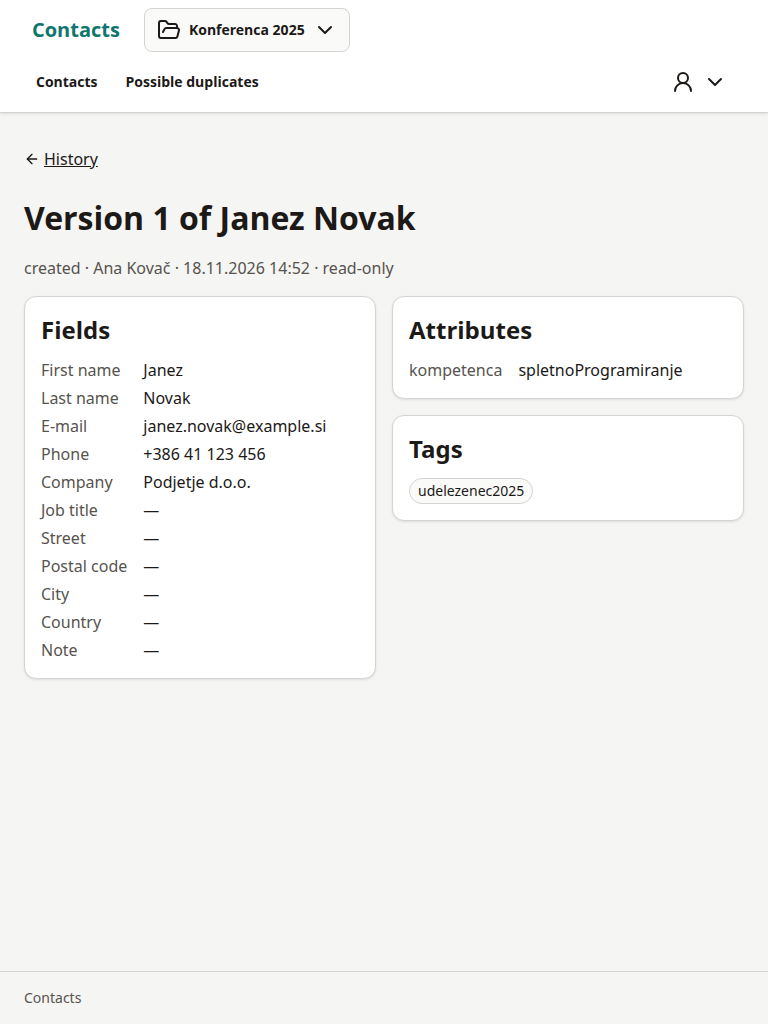 Contacts
Konferenca 2025
Contacts
Possible duplicates
← History
Version 1 of Janez Novak
created · Ana Kovač · 18.11.2026 14:52 · read-only
Fields
First name Janez
Last name Novak
E-mail janez.novak@example.si
Phone +386 41 123 456
Company Podjetje d.o.o.
Job title —
Street —
Postal code —
City —
Country —
Note —
Attributes
kompetenca spletnoProgramiranje
Tags
udelezenec2025
Contacts